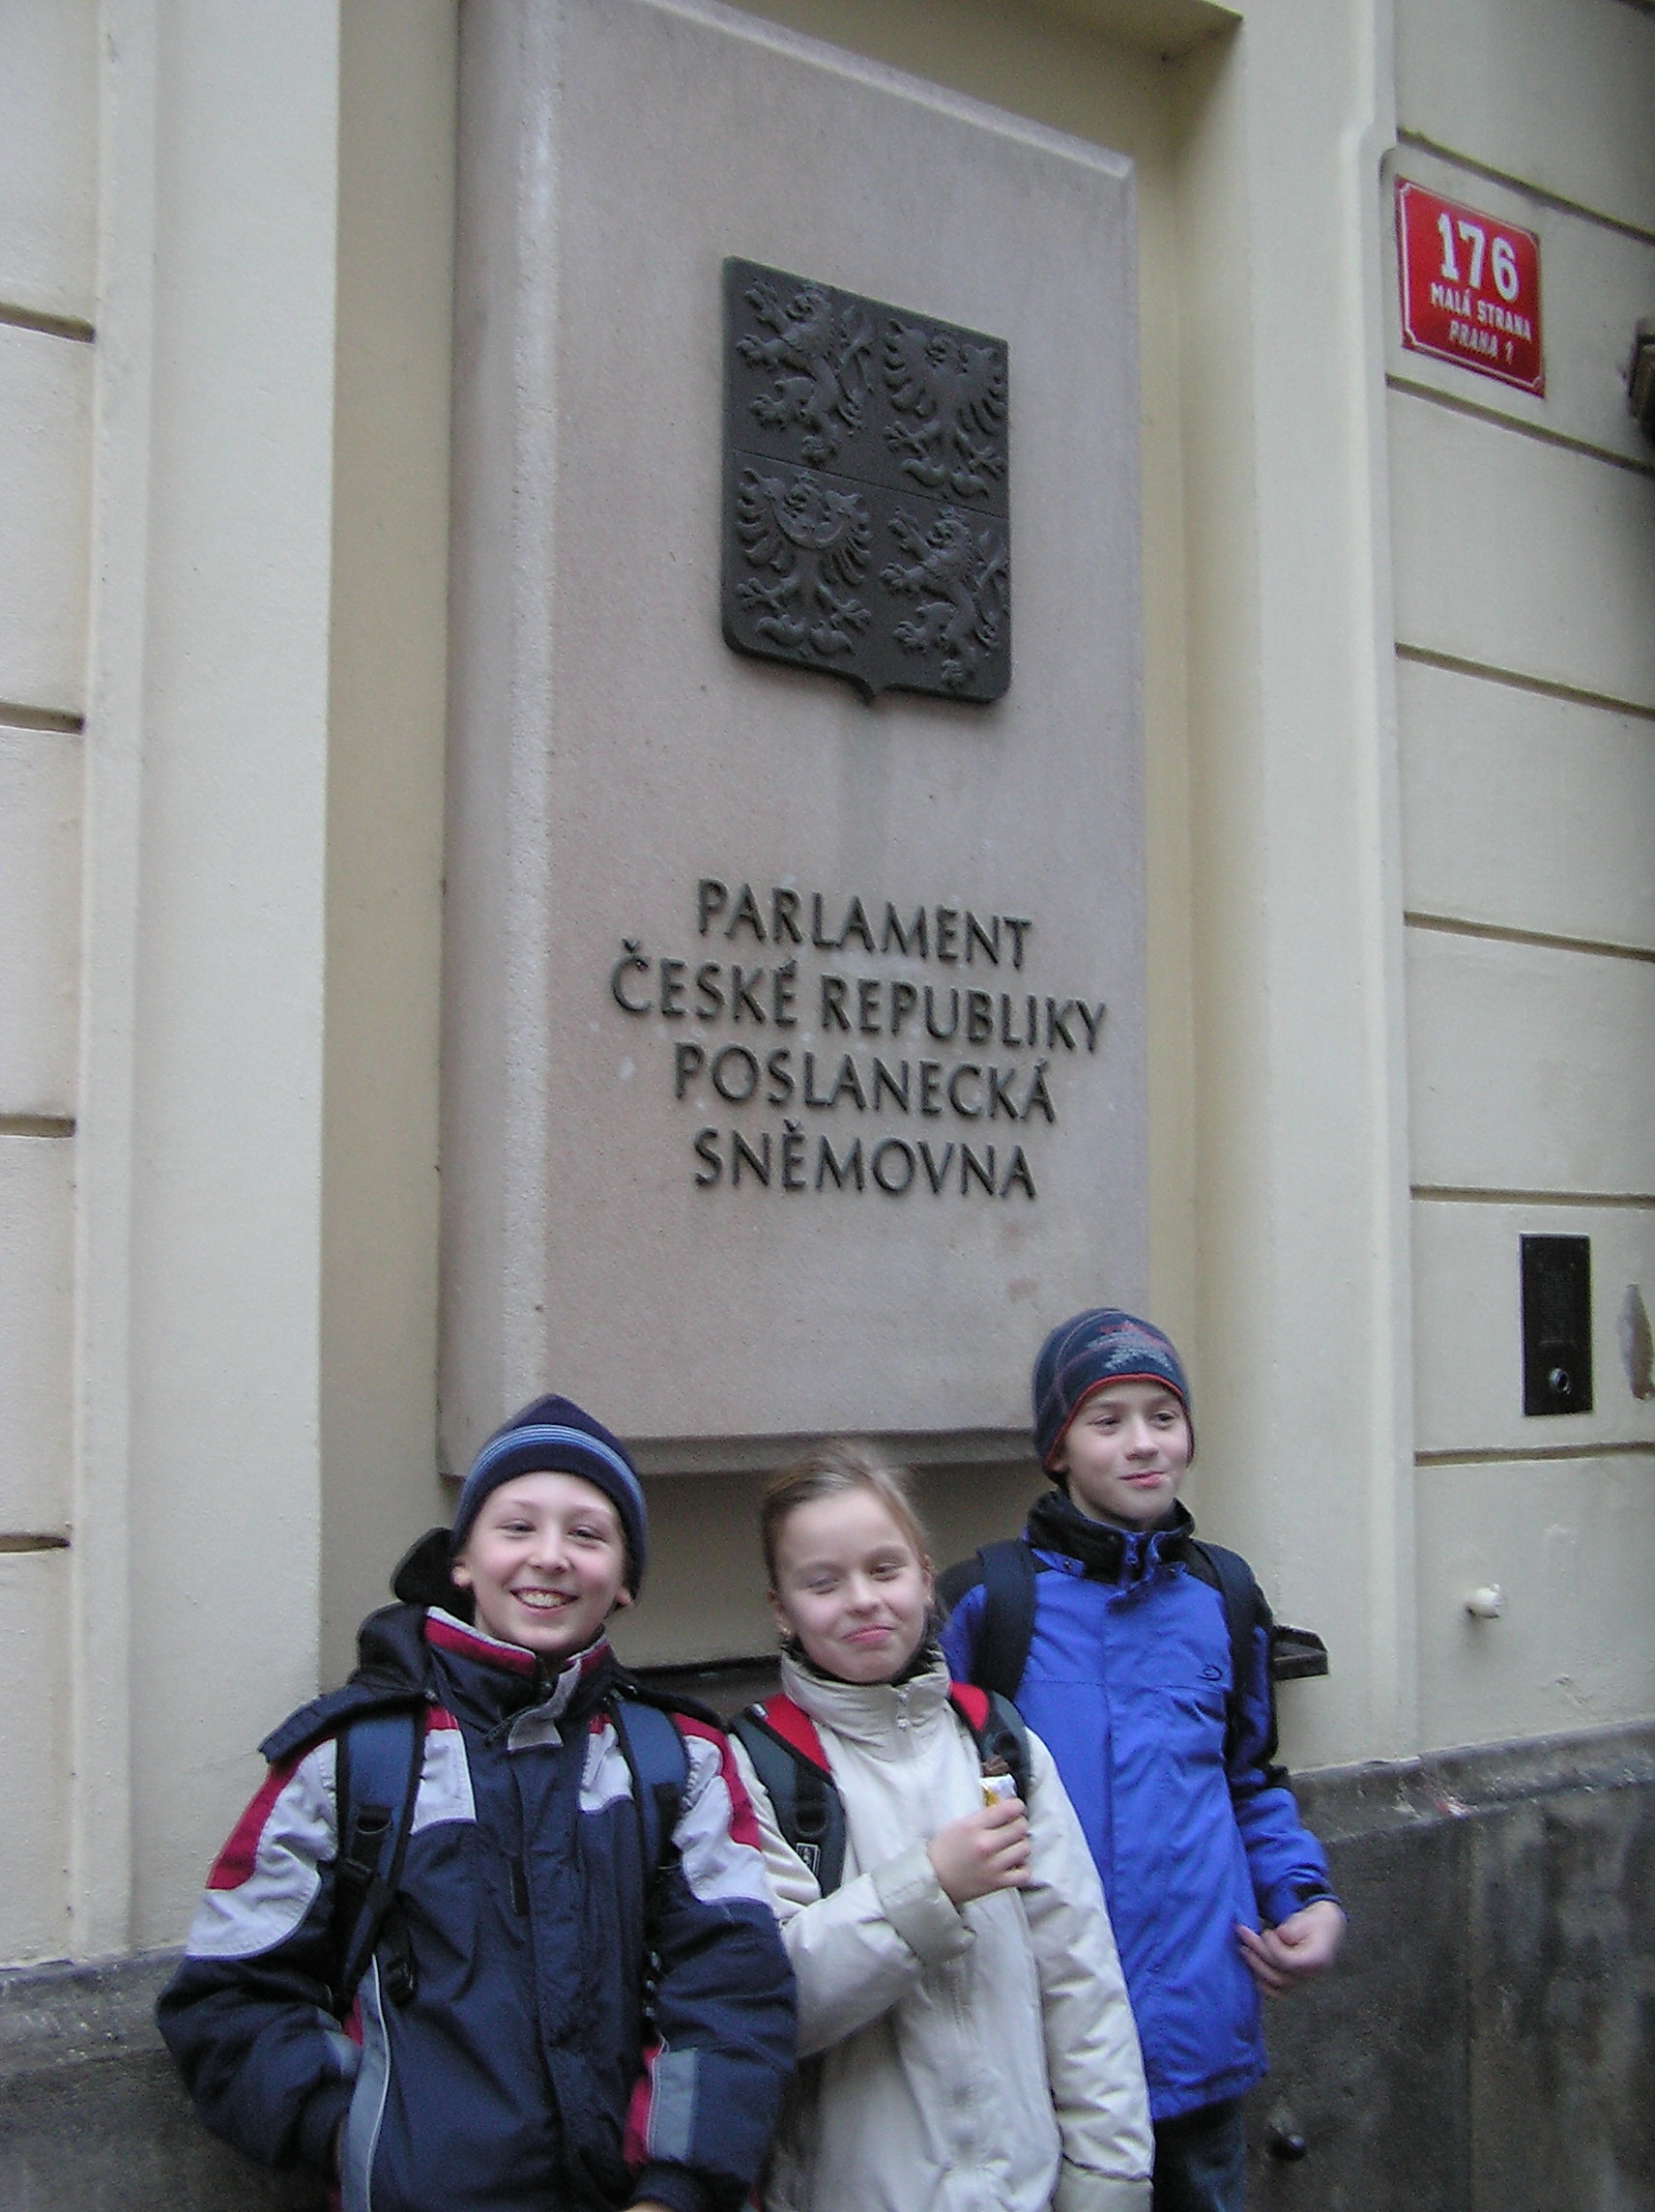 176
MALÁ STRANA
PRAHA 1
PARLAMENT
ČESKÉ REPUBLIKY
POSLANECKÁ
SNĚMOVNA